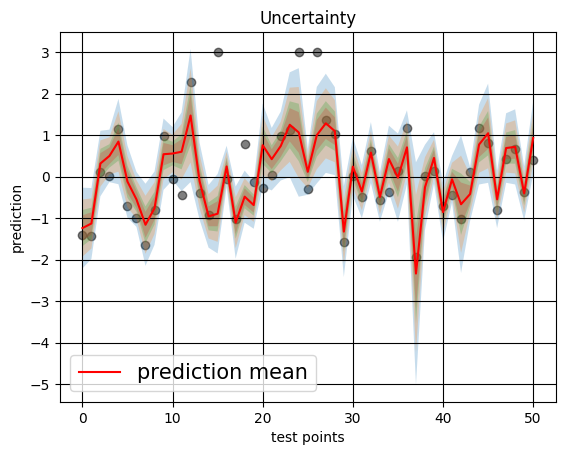 Uncertainty
3
2
1
0
−1
−2
−3
−4
−5
prediction
prediction mean
0 10 20 30 40 50
test points